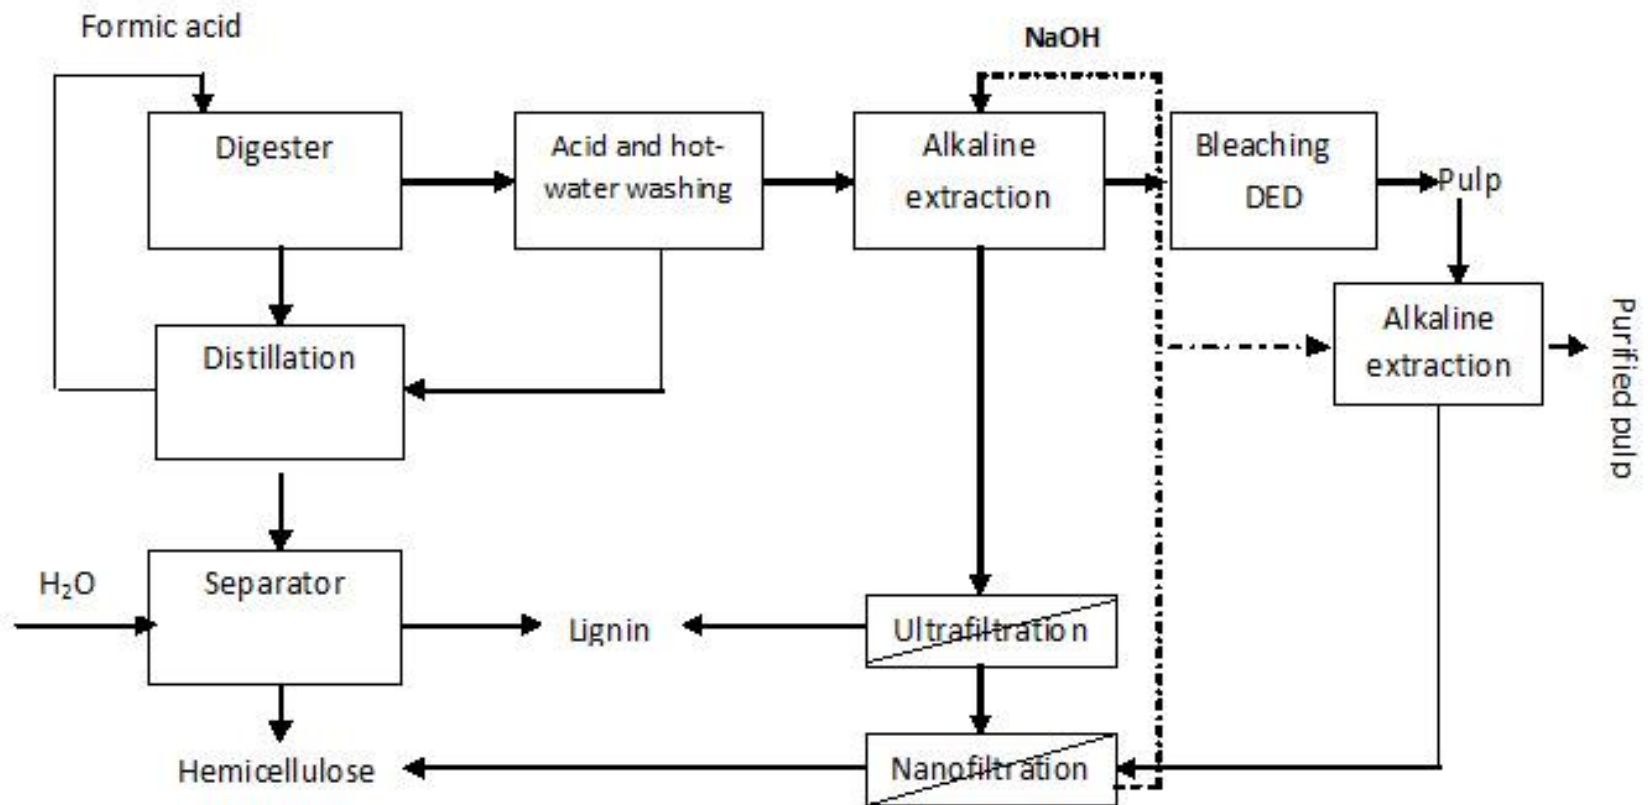 Formic acid
NaOH
Digester
Acid and hot-
water washing
Alkaline
extraction
Bleaching
DED
Pulp
Alkaline
extraction
Purified pulp
Distillation
H₂O
Separator
Lignin
Ultrafiltration
Hemicellulose
Nanofiltration